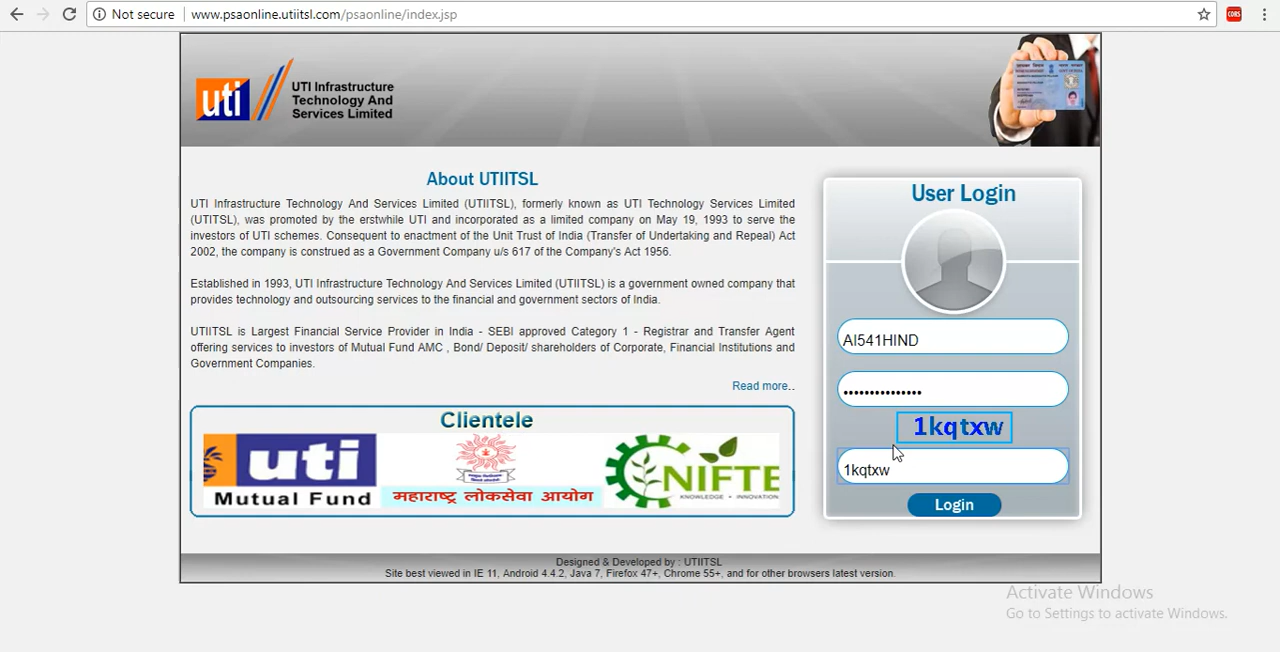 Not secure
www.psaonline.utiitsl.com/psaonline/index.jsp
CORS
uti
UTI Infrastructure
Technology And
Services Limited
About UTIITSL
UTI Infrastructure Technology And Services Limited (UTIITSL), formerly known as UTI Technology Services Limited
(UTITSL), was promoted by the erstwhile UTI and incorporated as a limited company on May 19, 1993 to serve the
investors of UTI schemes. Consequent to enactment of the Unit Trust of India (Transfer of Undertaking and Repeal) Act
2002, the company is construed as a Government Company u/s 617 of the Company's Act 1956.
Established in 1993, UTI Infrastructure Technology And Services Limited (UTIITSL) is a government owned company that
provides technology and outsourcing services to the financial and government sectors of India.
UTIITSL is Largest Financial Service Provider in India - SEBI approved Category 1 - Registrar and Transfer Agent
offering services to investors of Mutual Fund AMC , Bond/ Deposit/ shareholders of Corporate, Financial Institutions and
Government Companies.
Read more..
Clientele
uti
Mutual Fund
महाराष्ट्र लोकसेवा आयोग
NIFTE
KNOWLEDGE • INNOVATION
User Login
AI541HIND
•••••••••••••••
1kqtxw
1kqtxw
Login
Designed & Developed by : UTIITSL
Site best viewed in IE 11, Android 4.4.2, Java 7, Firefox 47+, Chrome 55+, and for other browsers latest version.
Activate Windows
Go to Settings to activate Windows.